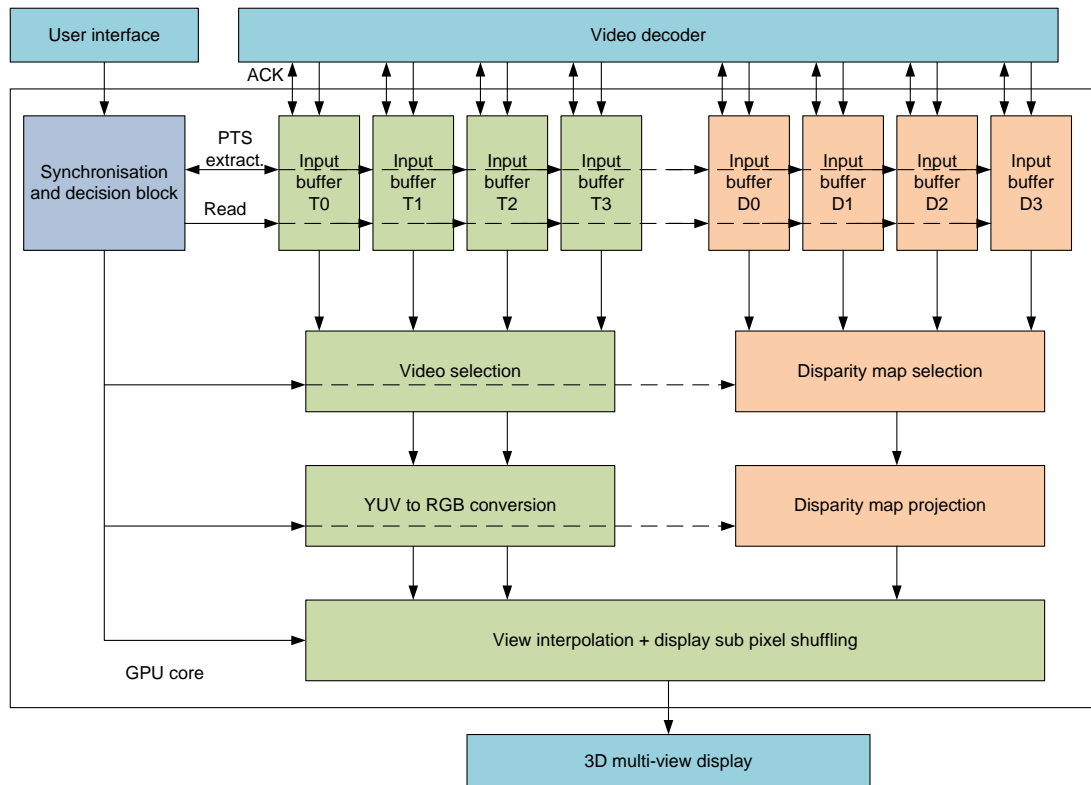 User interface
Video decoder
ACK
Synchronisation
and decision block
PTS
extract.
Read
Input
buffer
T0
Input
buffer
T1
Input
buffer
T2
Input
buffer
T3
Input
buffer
D0
Input
buffer
D1
Input
buffer
D2
Input
buffer
D3
Video selection
Disparity map selection
YUV to RGB conversion
Disparity map projection
View interpolation + display sub pixel shuffling
GPU core
3D multi-view display